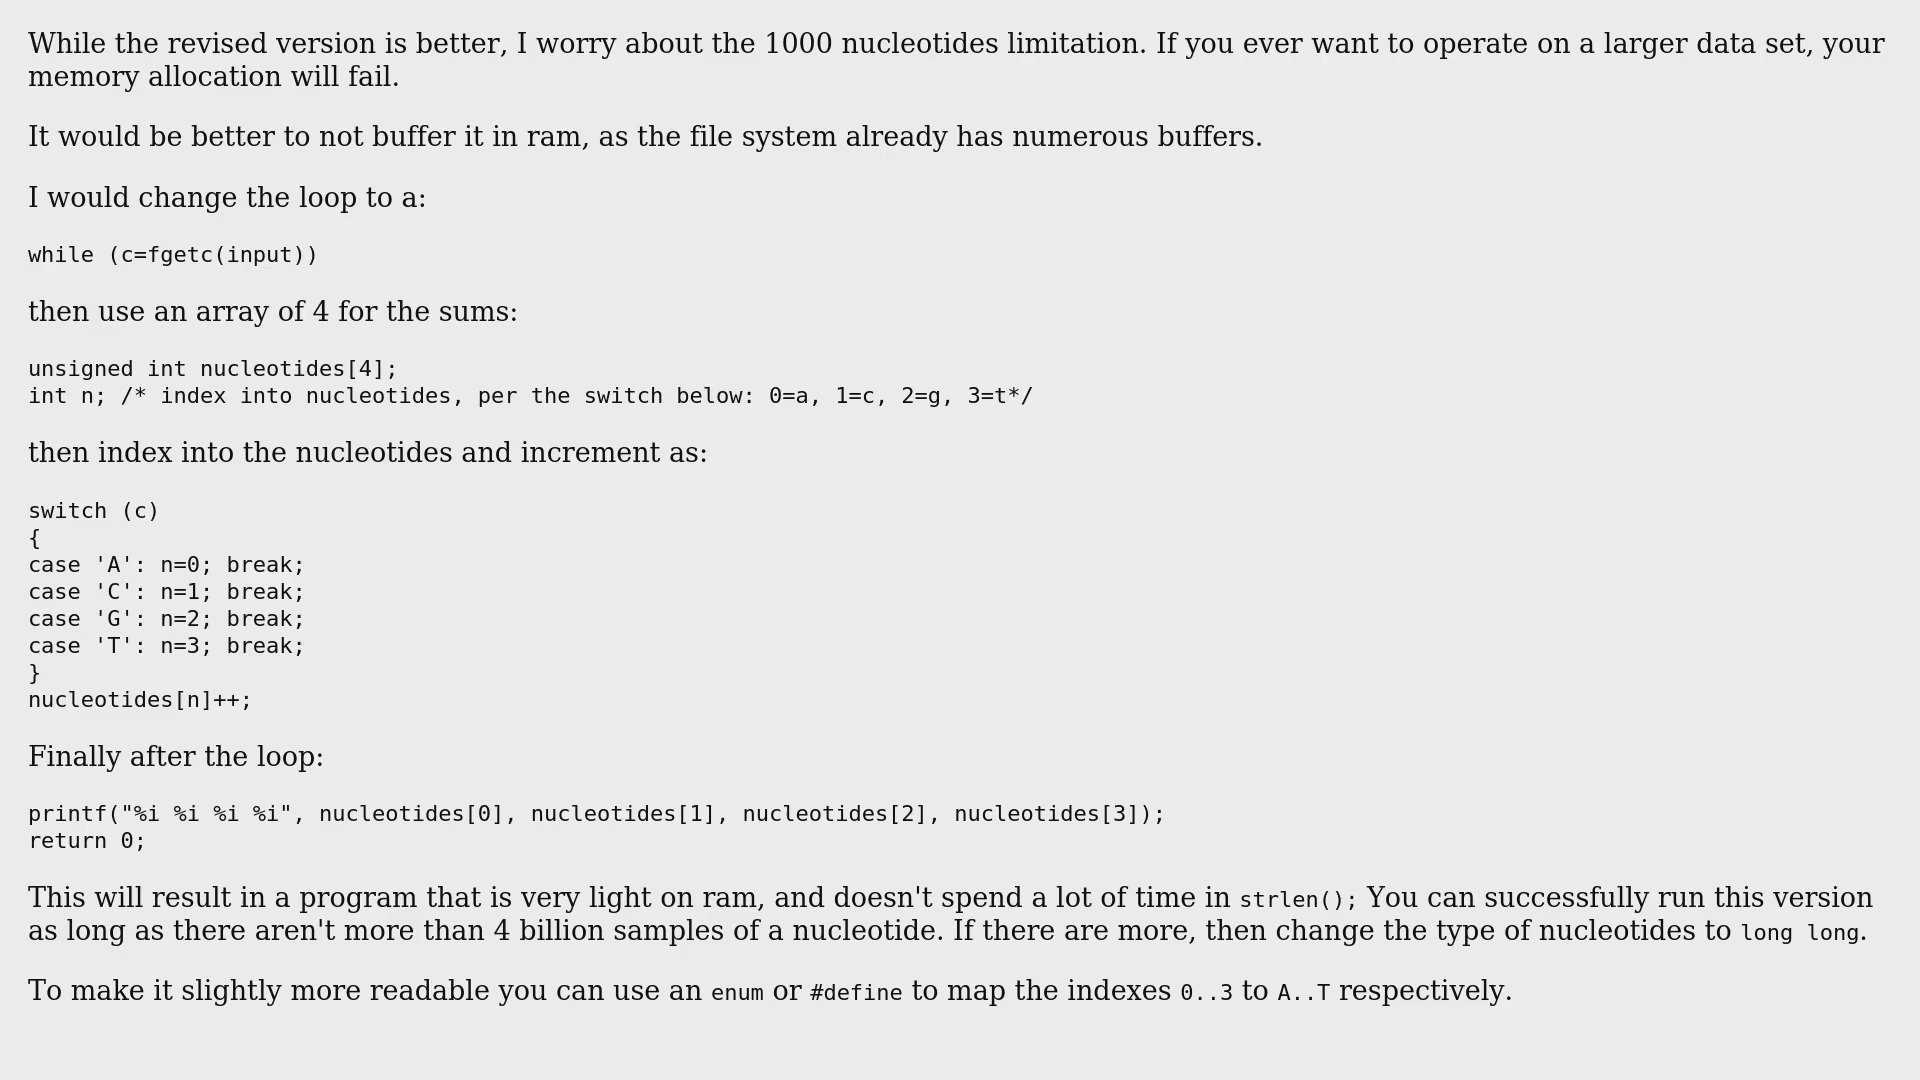 While the revised version is better, I worry about the 1000 nucleotides limitation. If you ever want to operate on a larger data set, your
memory allocation will fail.
It would be better to not buffer it in ram, as the file system already has numerous buffers.
I would change the loop to a:
while (c=fgetc(input))
then use an array of 4 for the sums:
unsigned int nucleotides[4];
int n; /* index into nucleotides, per the switch below: 0=a, 1=c, 2=g, 3=t*/
then index into the nucleotides and increment as:
switch (c)
{
case 'A': n=0; break;
case 'C': n=1; break;
case 'G': n=2; break;
case 'T': n=3; break;
}
nucleotides[n]++;
Finally after the loop:
printf("%i %i %i %i", nucleotides[0], nucleotides[1], nucleotides[2], nucleotides[3]);
return 0;
This will result in a program that is very light on ram, and doesn't spend a lot of time in strlen(); You can successfully run this version
as long as there aren't more than 4 billion samples of a nucleotide. If there are more, then change the type of nucleotides to long long.
To make it slightly more readable you can use an enum or #define to map the indexes 0..3 to A..T respectively.